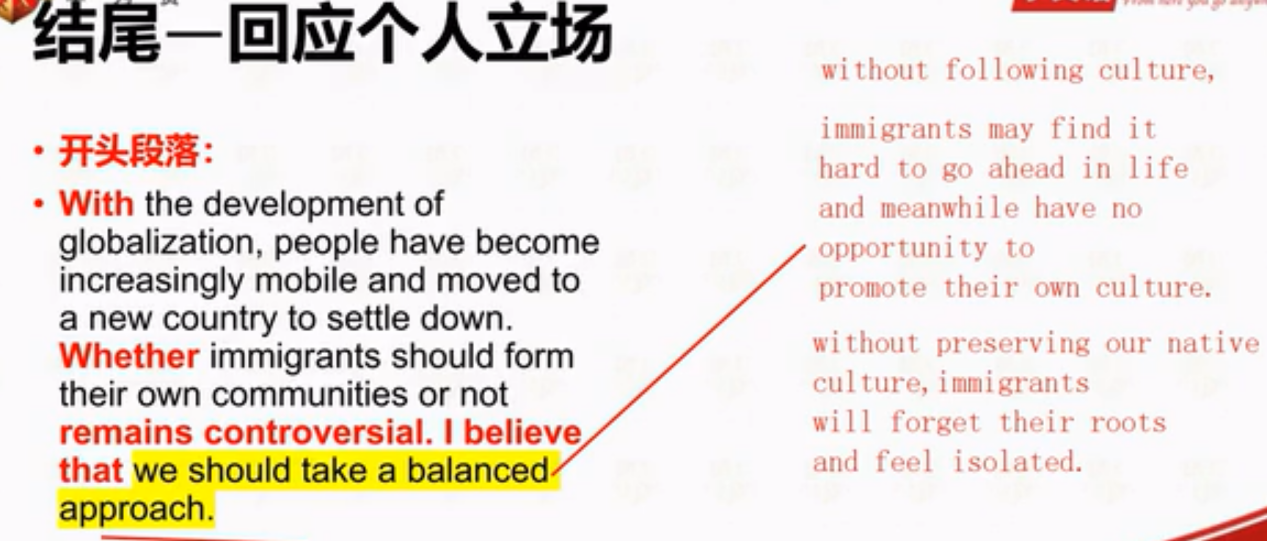 结尾—回应个人立场
• 开头段落：
• With the development of
globalization, people have become
increasingly mobile and moved to
a new country to settle down.
Whether immigrants should form
their own communities or not
remains controversial. I believe
that we should take a balanced
approach.
without following culture,
immigrants may find it
hard to go ahead in life
and meanwhile have no
opportunity to
promote their own culture.
without preserving our native
culture,immigrants
will forget their roots
and feel isolated.